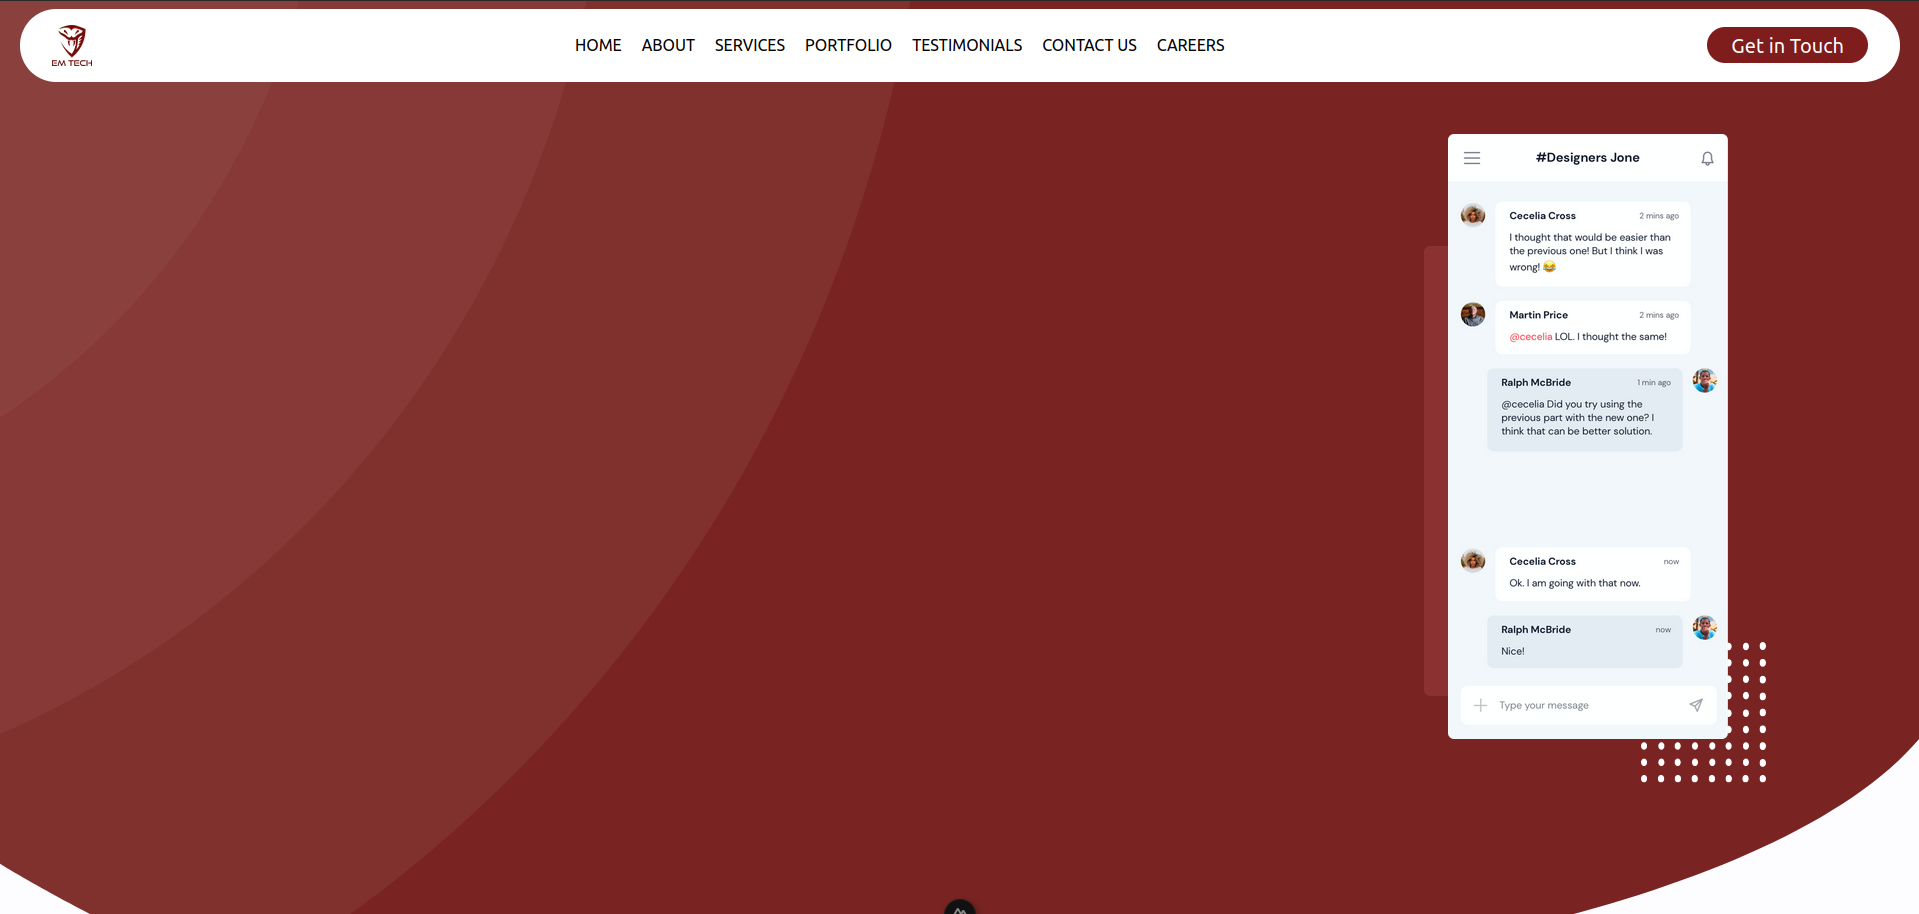 EM TECH
HOME ABOUT SERVICES PORTFOLIO TESTIMONIALS CONTACT US CAREERS
Get in Touch
#Designers Jone
Cecelia Cross 2 mins ago
I thought that would be easier than
the previous one! But I think I was
wrong! 😂
Martin Price 2 mins ago
@cecelia LOL. I thought the same!
Ralph McBride 1 min ago
@cecelia Did you try using the
previous part with the new one? I
think that can be better solution.
Cecelia Cross now
Ok. I am going with that now.
Ralph McBride now
Nice!
Type your message